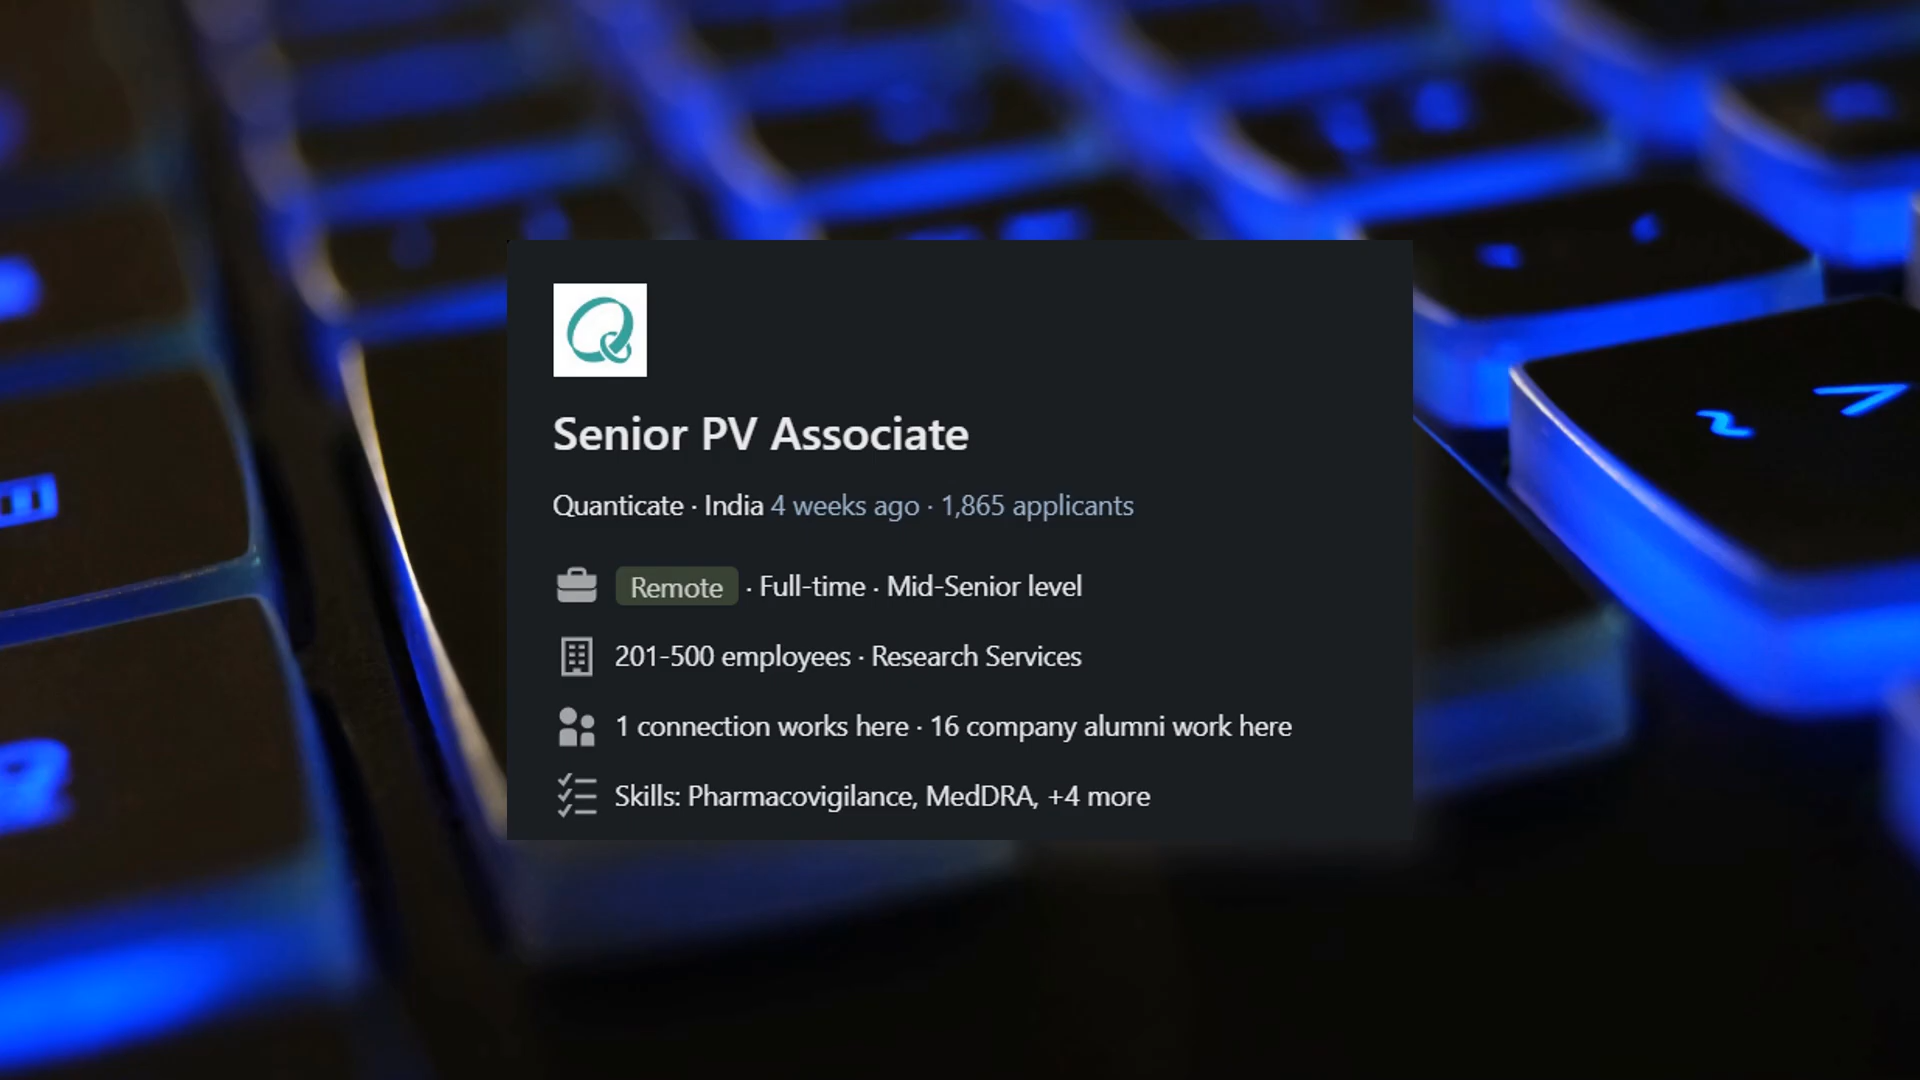 Senior PV Associate
Quanticate · India 4 weeks ago · 1,865 applicants
Remote · Full-time · Mid-Senior level
201-500 employees · Research Services
1 connection works here · 16 company alumni work here
Skills: Pharmacovigilance, MedDRA, +4 more